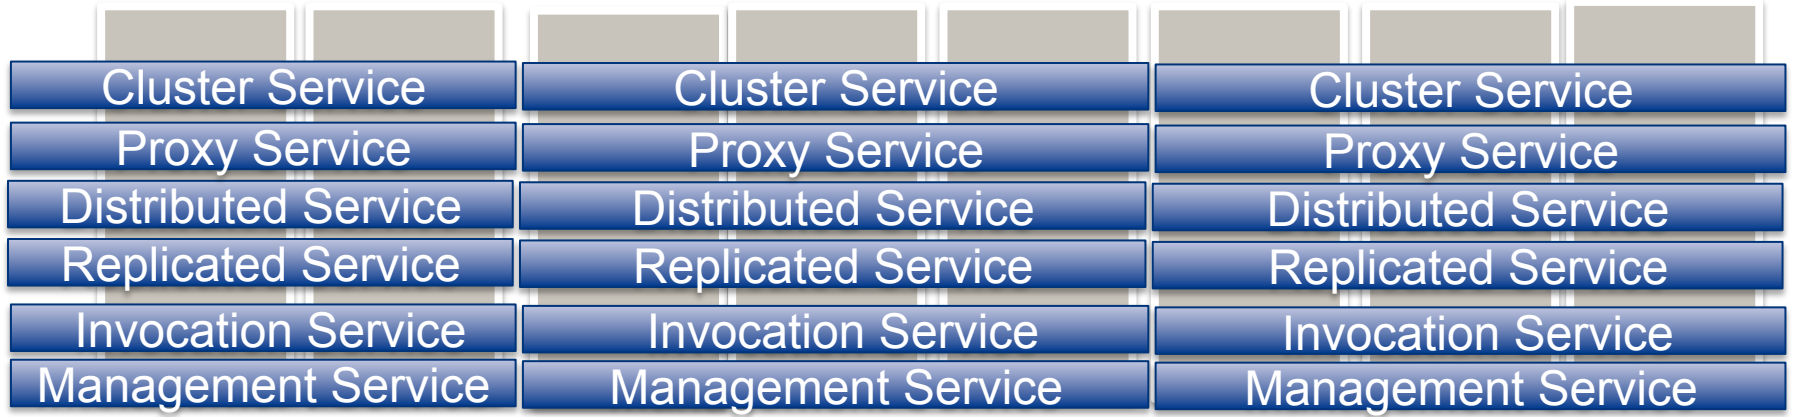 Cluster Service Cluster Service Cluster Service
Proxy Service Proxy Service Proxy Service
Distributed Service Distributed Service Distributed Service
Replicated Service Replicated Service Replicated Service
Invocation Service Invocation Service Invocation Service
Management Service Management Service Management Service